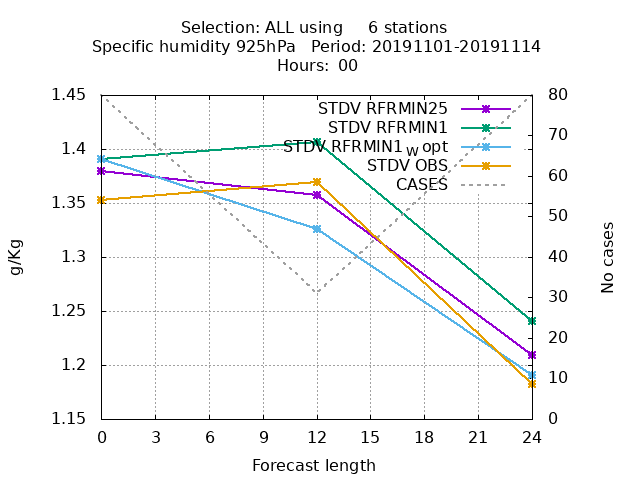 Selection: ALL using     6 stations
Specific humidity 925hPa   Period: 20191101-20191114
Hours: 00
1.45
1.4
1.35
1.3
1.25
1.2
1.15
g/Kg
STDV RFRMIN25
STDV RFRMIN1
STDV RFRMIN1_w opt
STDV OBS
CASES
80
70
60
50
40
30
20
10
0
No cases
0 3 6 9 12 15 18 21 24
Forecast length